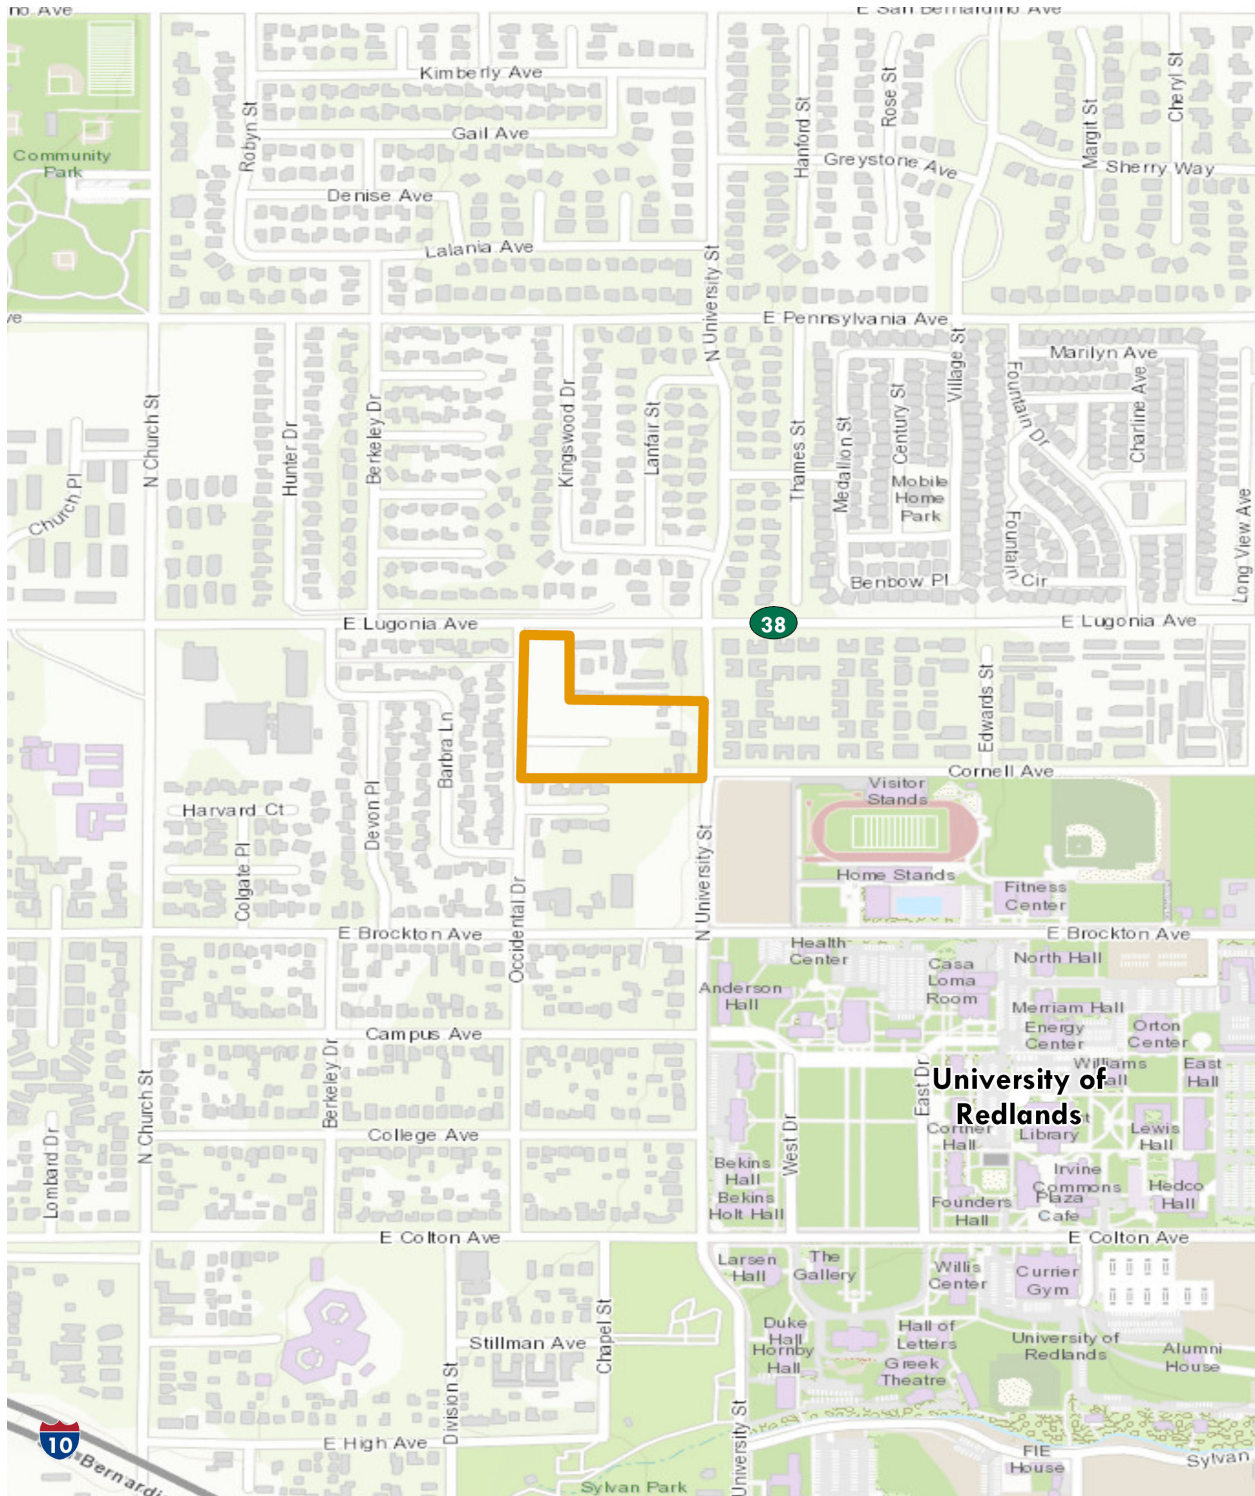 no Ave
E San Bernardino Ave
Kimberly Ave
Gail Ave
Robyn St
Denise Ave
Lalania Ave
Community
Park
Hanford St
Rose St
Greystone Ave
Margit St
Cheryl St
Sherry Way
N University St
ve
E Pennsylvania Ave
Village St
Marilyn Ave
Fountain Dr
Charline Ave
N Church St
Church Pl
Hunter Dr
Berkeley Dr
Kingswood Dr
Lanfair St
Thames St
Medallion St
Century St
Mobile
Home
Park
Fountain
Cir
Benbow Pl
Long View Ave
E Lugonia Ave
38
E Lugonia Ave
Barbra Ln
Devon Pl
Edwards St
Cornell Ave
Harvard Ct
Colgate Pl
Visitor
Stands
Home Stands
Fitness
Center
N University St
Occidental Dr
E Brockton Ave
E Brockton Ave
Health
Center
Anderson
Hall
Casa
Loma
Room
North Hall
Merriam Hall
Energy
Center
Orton
Center
Campus Ave
Berkeley Dr
N Church St
Lombard Dr
College Ave
East Dr
West Dr
Williams
all
East
Hall
University of
Redlands
Cortner
Hall
t
Library
Lewis
Hall
Bekins
Hall
Bekins
Holt Hall
Irvine
Commons
Plaza
Cafe
Hedco
Hall
Founders
Hall
E Colton Ave
E Colton Ave
Larsen
Hall
The
Gallery
Willis
Center
Currier
Gym
Stillman Ave
Chapel St
Division St
Duke
Hall
Hornby
Hall
Hall of
Letters
Greek
Theatre
University of
Redlands
Alumni
House
E High Ave
10
Bernardi
University St
Sylvan Park
FIE
House
Sylvan